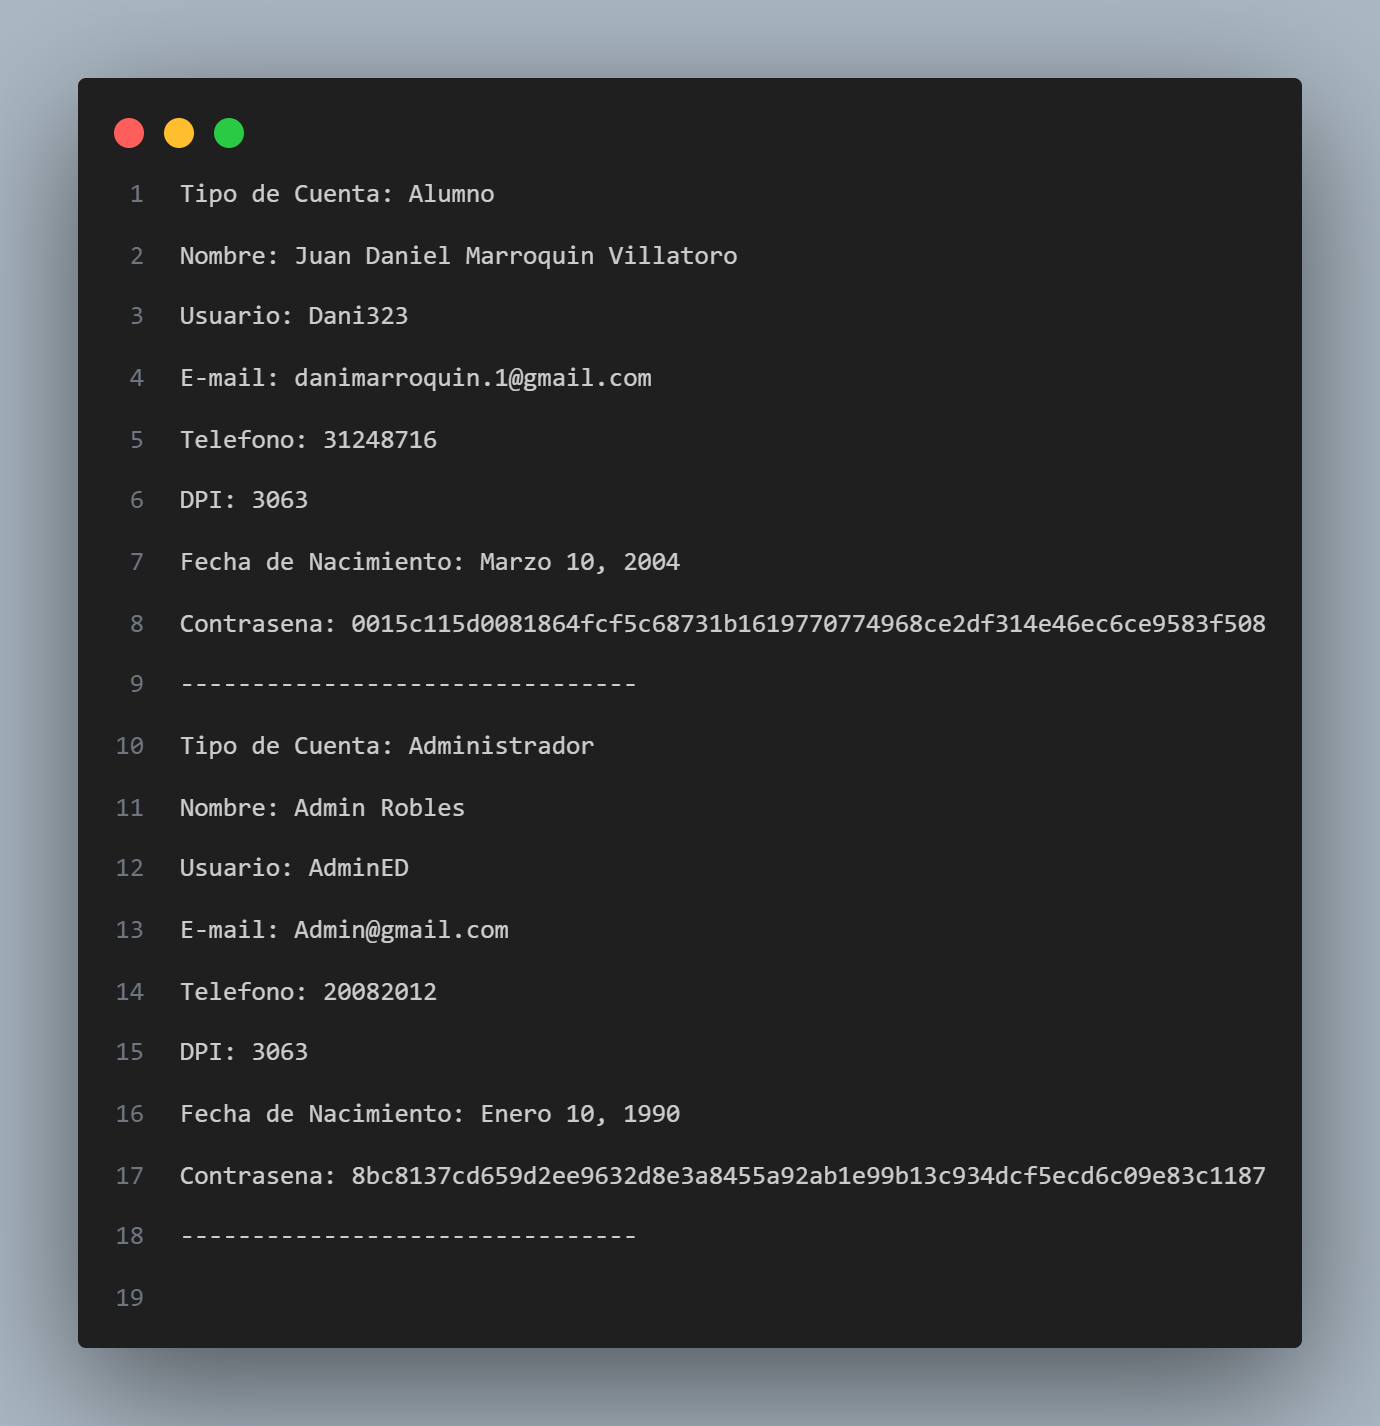 1 Tipo de Cuenta: Alumno
2 Nombre: Juan Daniel Marroquin Villatoro
3 Usuario: Dani323
4 E-mail: danimarroquin.1@gmail.com
5 Telefono: 31248716
6 DPI: 3063
7 Fecha de Nacimiento: Marzo 10, 2004
8 Contrasena: 0015c115d0081864fcf5c68731b1619770774968ce2df314e46ec6ce9583f508
9 --------------------------------
10 Tipo de Cuenta: Administrador
11 Nombre: Admin Robles
12 Usuario: AdminED
13 E-mail: Admin@gmail.com
14 Telefono: 20082012
15 DPI: 3063
16 Fecha de Nacimiento: Enero 10, 1990
17 Contrasena: 8bc8137cd659d2ee9632d8e3a8455a92ab1e99b13c934dcf5ecd6c09e83c1187
18 --------------------------------
19